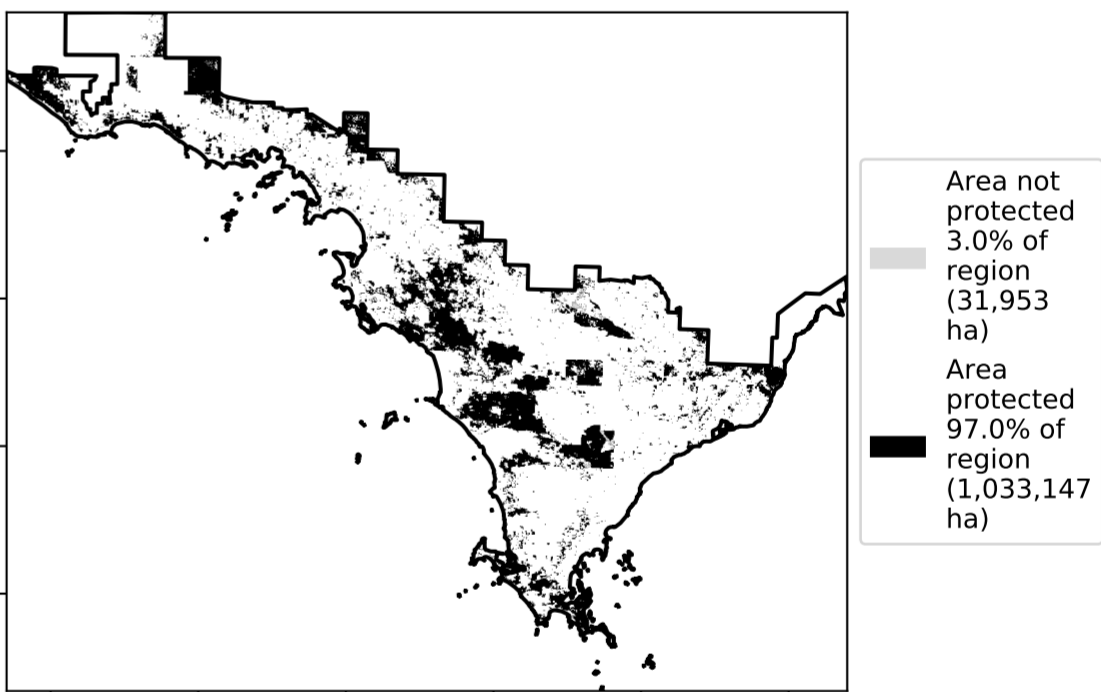 Area not
protected
3.0% of
region
(31,953
ha)
Area
protected
97.0% of
region
(1,033,147
ha)